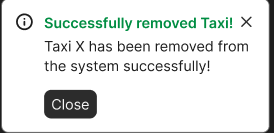 Successfully removed Taxi!
Taxi X has been removed from
the system successfully!
Close